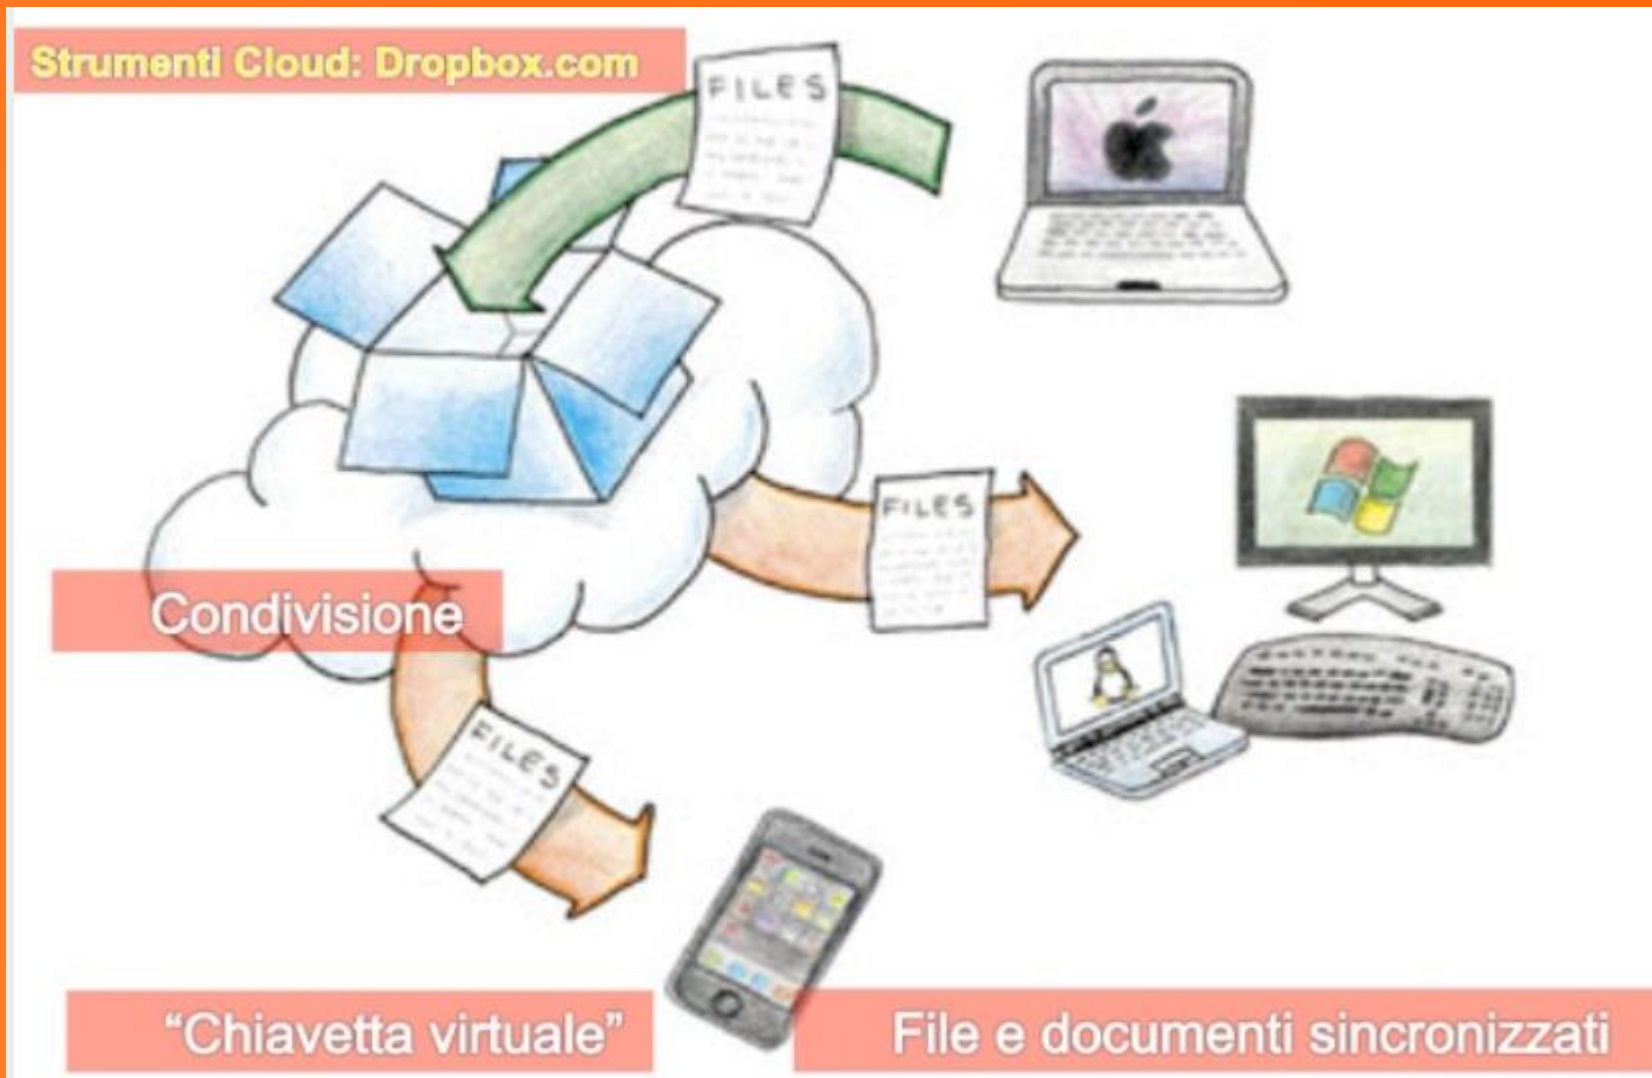 Strumenti Cloud: Dropbox.com
FILES
FILES
Condivisione
FILES
“Chiavetta virtuale”
File e documenti sincronizzati